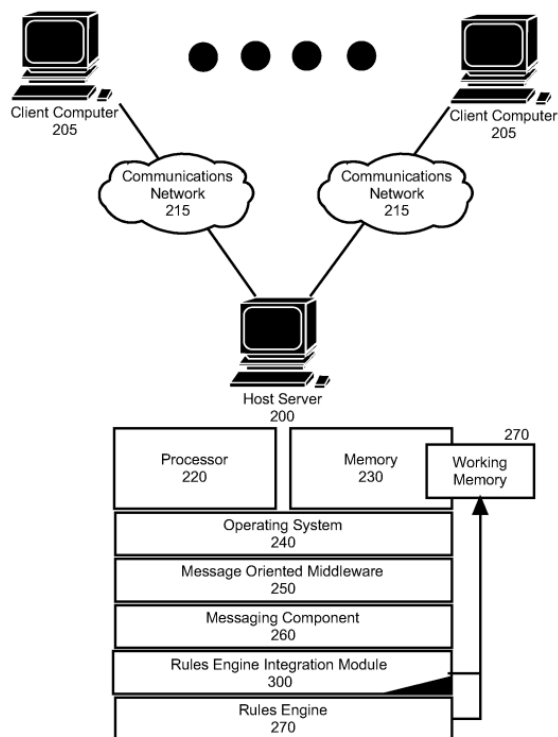 Client Computer
205
Client Computer
205
Communications
Network
215
Communications
Network
215
Host Server
200
Processor
220
Memory
230
270
Working
Memory
Operating System
240
Message Oriented Middleware
250
Messaging Component
260
Rules Engine Integration Module
300
Rules Engine
270